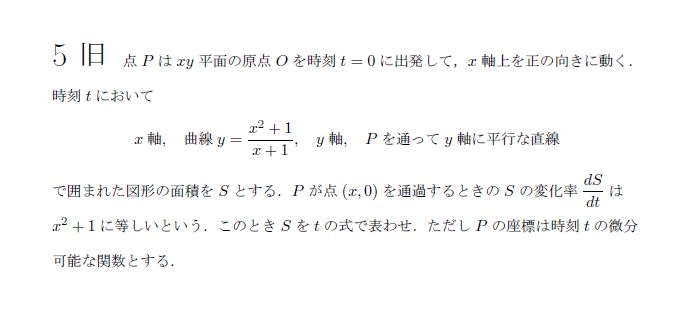 5 旧 点 P は xy 平面の原点 O を時刻 t = 0 に出発して，x 軸上を正の向きに動く．
時刻 t において
x 軸, 曲線 y = \frac{x^2 + 1}{x + 1}, y 軸, P を通って y 軸に平行な直線
で囲まれた図形の面積を S とする．P が点 (x, 0) を通過するときの S の変化率 \frac{dS}{dt} は
x^2 + 1 に等しいという．このとき S を t の式で表わせ．ただし P の座標は時刻 t の微分
可能な関数とする．